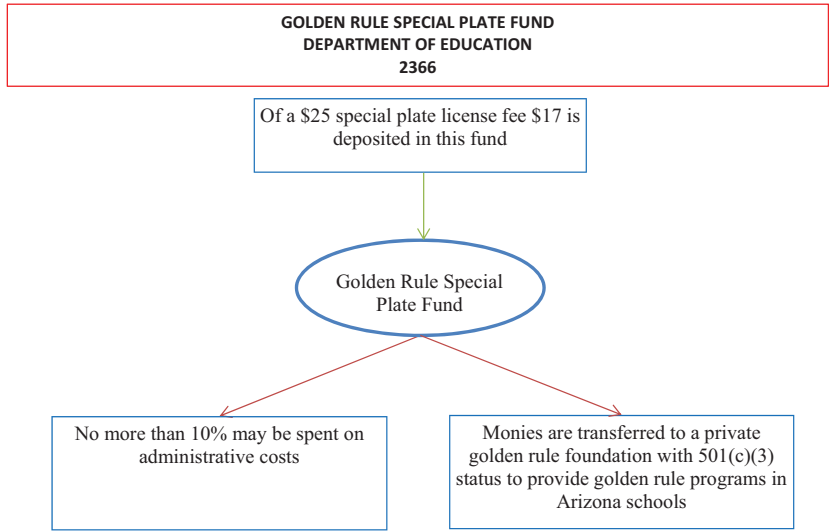 GOLDEN RULE SPECIAL PLATE FUND
DEPARTMENT OF EDUCATION
2366
Of a $25 special plate license fee $17 is
deposited in this fund
Golden Rule Special
Plate Fund
No more than 10% may be spent on
administrative costs
Monies are transferred to a private
golden rule foundation with 501(c)(3)
status to provide golden rule programs in
Arizona schools